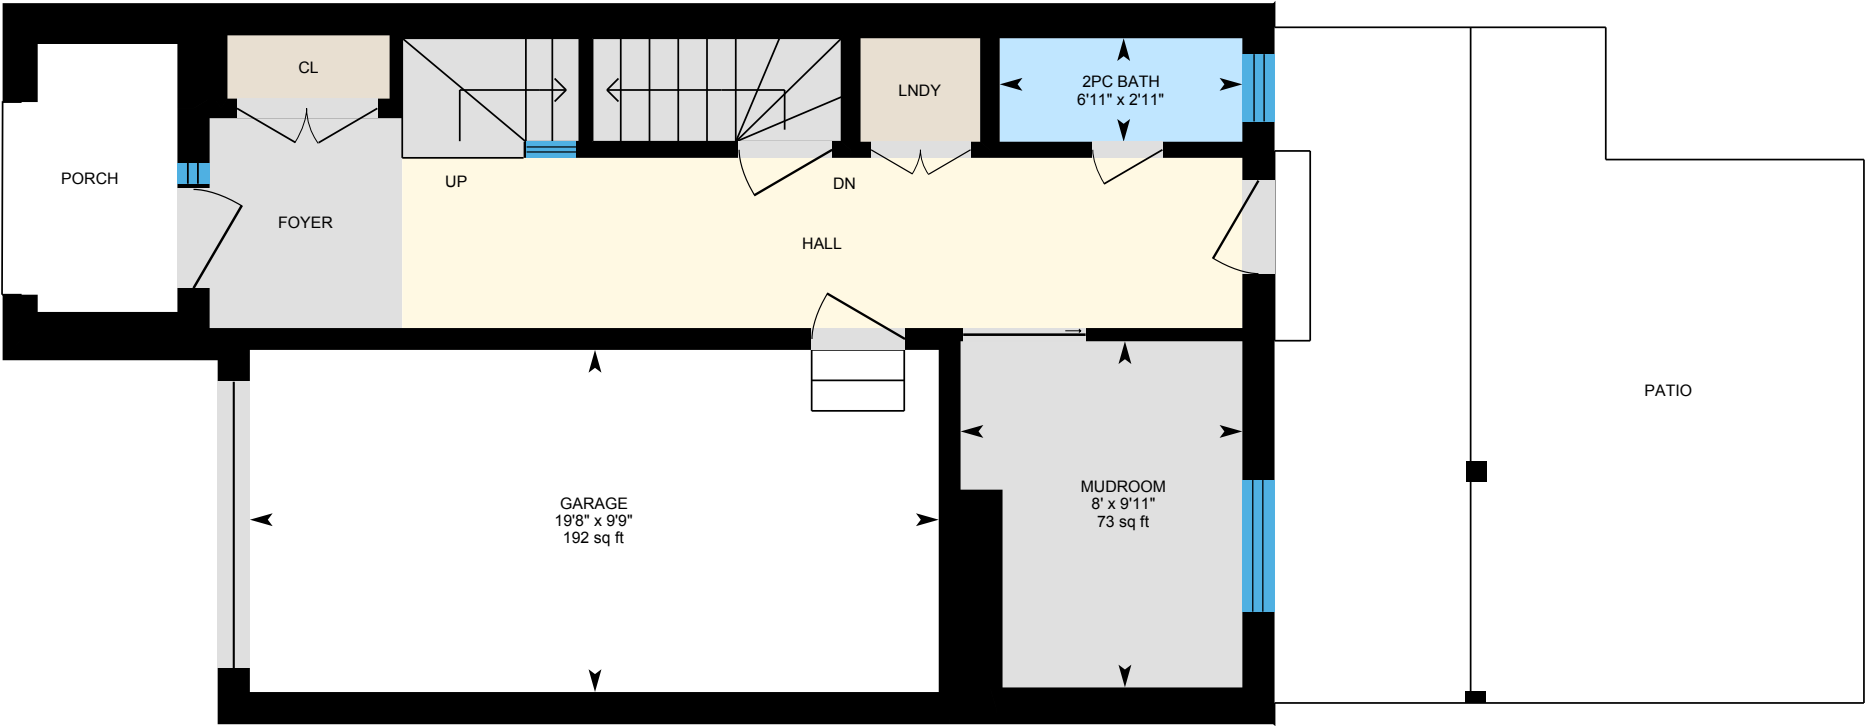 CL
LNDY
2PC BATH
6'11" x 2'11"
PORCH
UP
DN
FOYER
HALL
PATIO
GARAGE
19'8" x 9'9"
192 sq ft
MUDROOM
8' x 9'11"
73 sq ft